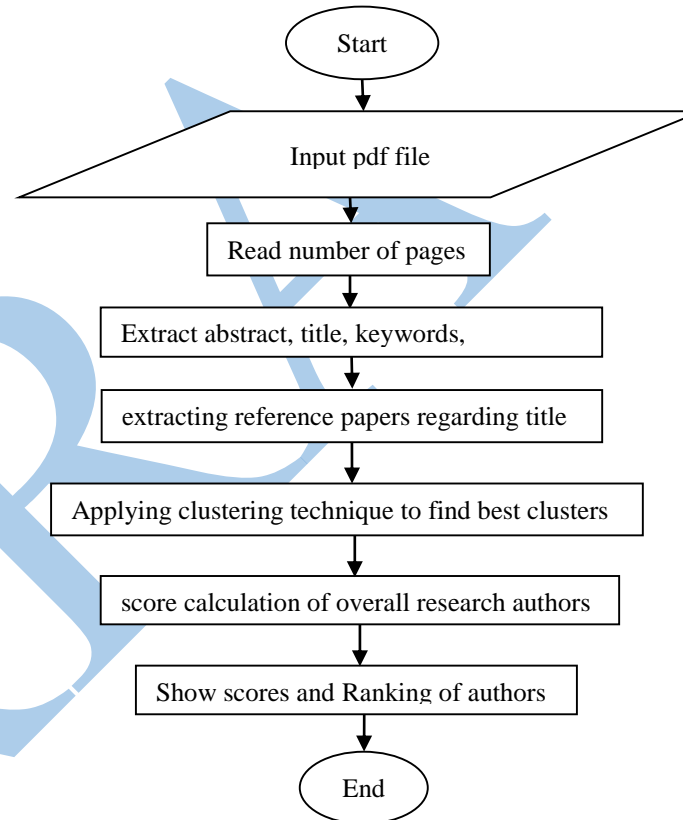 Start
Input pdf file
Read number of pages
Extract abstract, title, keywords,
extracting reference papers regarding title
Applying clustering technique to find best clusters
score calculation of overall research authors
Show scores and Ranking of authors
End